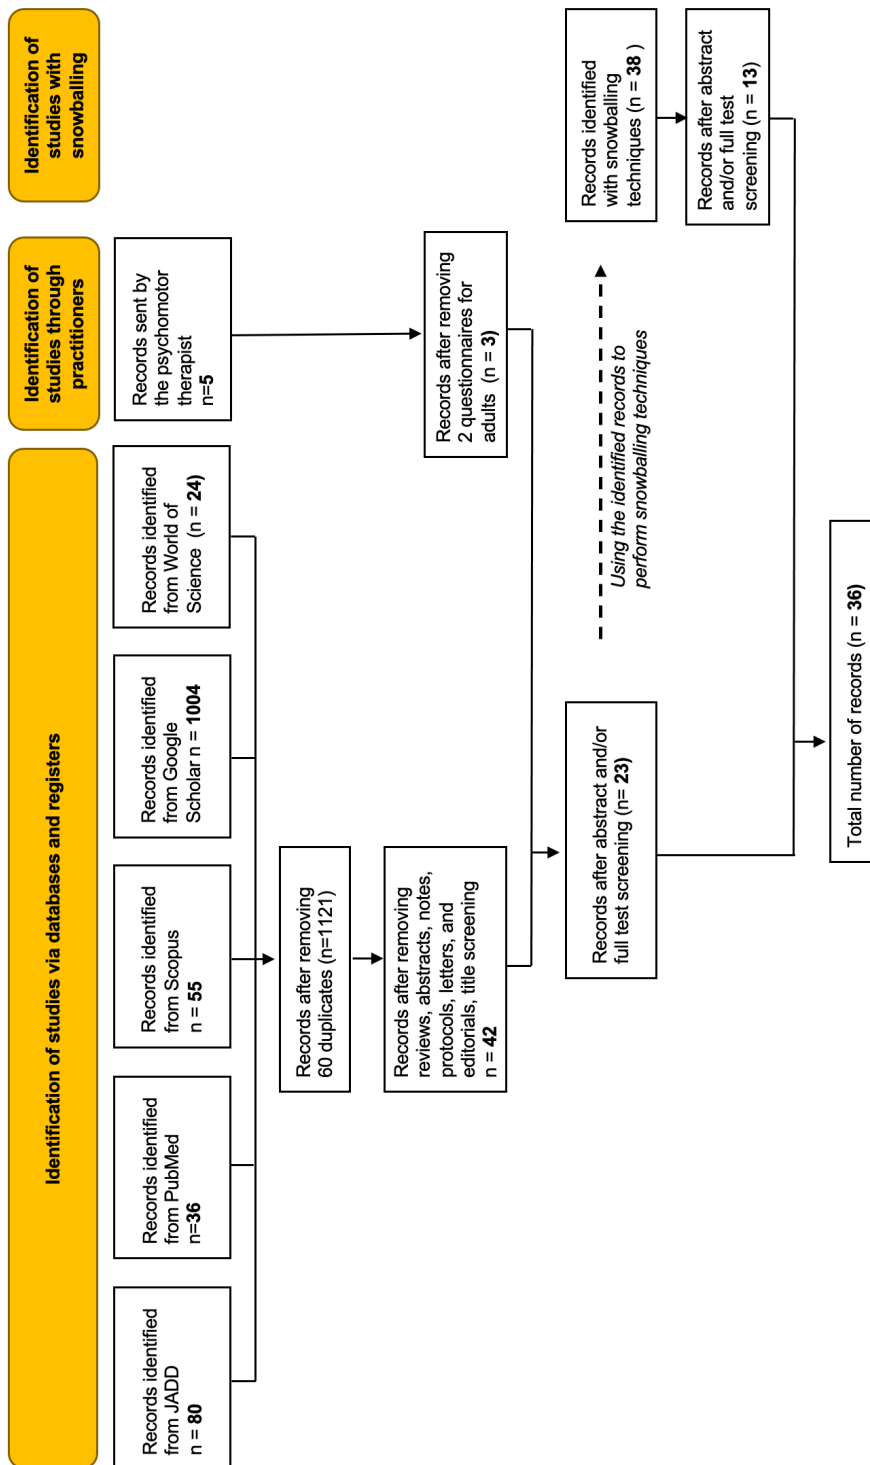 Identification of studies via databases and registers
Identification of
studies through
practitioners
Identification of
studies with
snowballing
Records identified
from JADD
n = 80
Records identified
from PubMed
n=36
Records identified
from Scopus
n = 55
Records identified
from Google
Scholar n = 1004
Records identified
from World of
Science (n = 24)
Records sent by
the psychomotor
therapist
n=5
Records after removing
60 duplicates (n=1121)
Records after removing
reviews, abstracts, notes,
protocols, letters, and
editorials, title screening
n = 42
Records after removing
2 questionnaires for
adults (n = 3)
Records after abstract and/or
full test screening (n= 23)
Using the identified records to
perform snowballing techniques
Records identified
with snowballing
techniques (n = 38 )
Records after abstract
and/or full test
screening (n = 13)
Total number of records (n = 36)